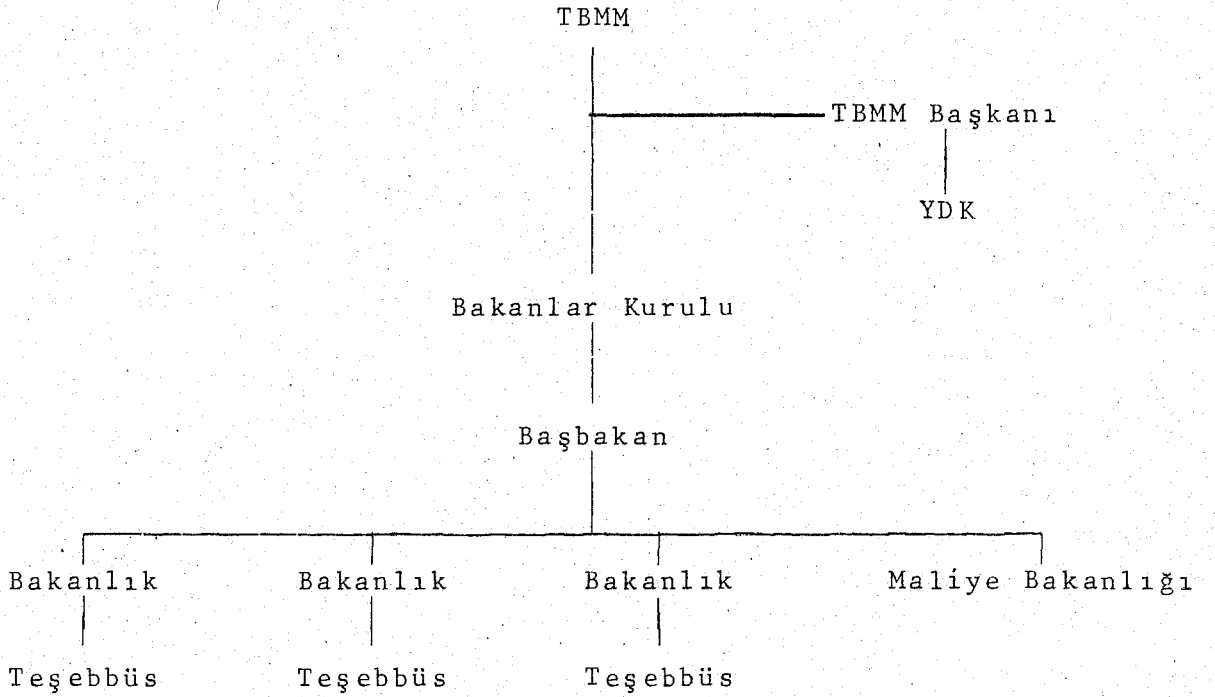 TBMM
TBMM Başkanı
YDK
Bakanlar Kurulu
Başbakan
Bakanlık Bakanlık Bakanlık Maliye Bakanlığı
Teşebbüs Teşebbüs Teşebbüs